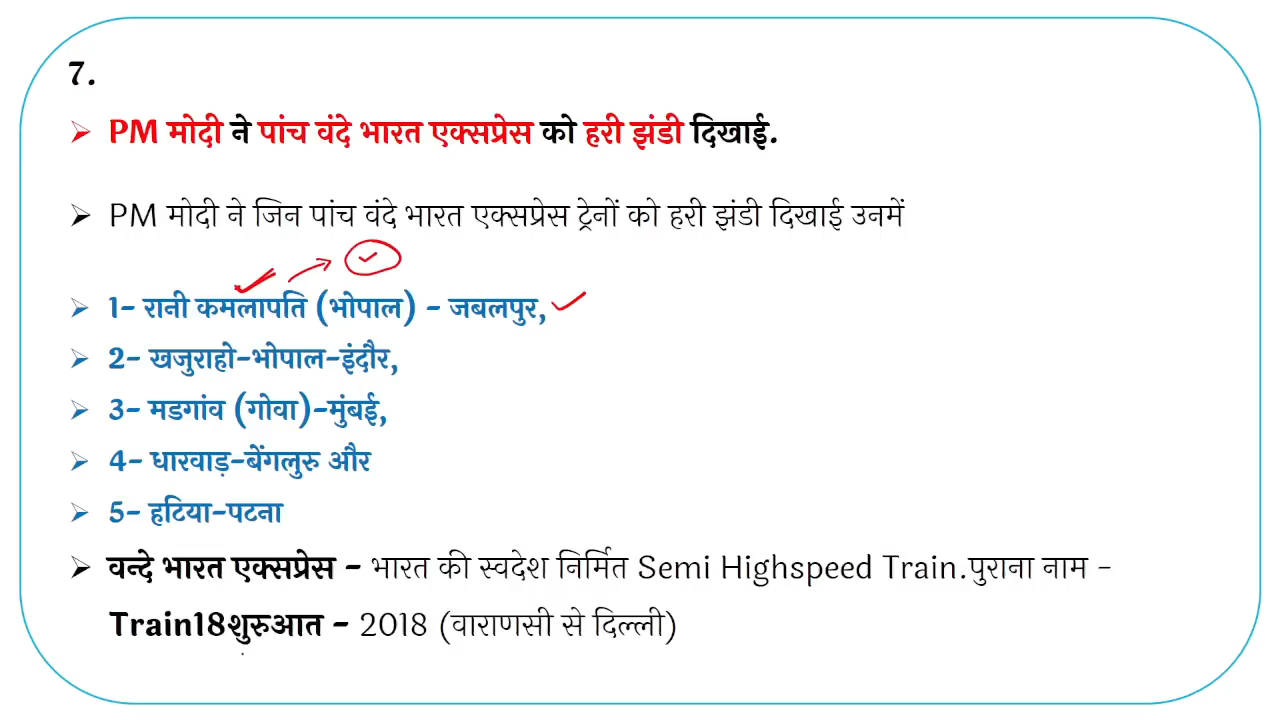 7.
PM मोदी ने पांच वंदे भारत एक्सप्रेस को हरी झंडी दिखाई.
PM मोदी ने जिन पांच वंदे भारत एक्सप्रेस ट्रेनों को हरी झंडी दिखाई उनमें
1- रानी कमलापति (भोपाल) - जबलपुर,
2- खजुराहो-भोपाल-इंदौर,
3- मडगांव (गोवा)-मुंबई,
4- धारवाड़-बेंगलुरु और
5- हटिया-पटना
वन्दे भारत एक्सप्रेस - भारत की स्वदेश निर्मित Semi Highspeed Train.पुराना नाम -
Train18शुरुआत - 2018 (वाराणसी से दिल्ली)